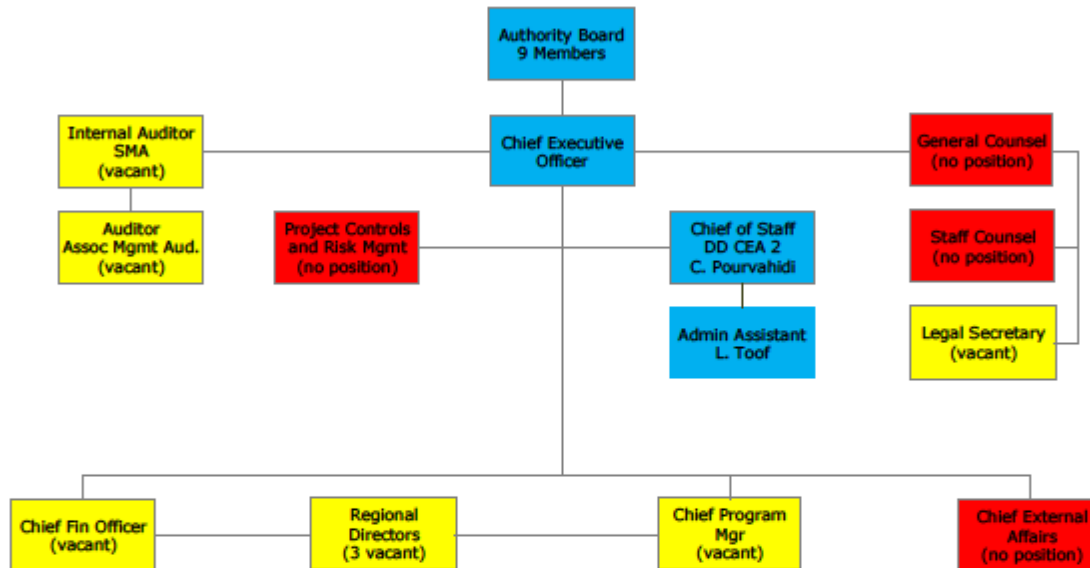 Authority Board
9 Members
Internal Auditor
SMA
(vacant)
Chief Executive
Officer
General Counsel
(no position)
Auditor
Assoc Mgmt Aud.
(vacant)
Project Controls
and Risk Mgmt
(no position)
Chief of Staff
DD CEA 2
C. Pourvahidi
Staff Counsel
(no position)
Admin Assistant
L. Toof
Legal Secretary
(vacant)
Chief Fin Officer
(vacant)
Regional
Directors
(3 vacant)
Chief Program
Mgr
(vacant)
Chief External
Affairs
(no position)